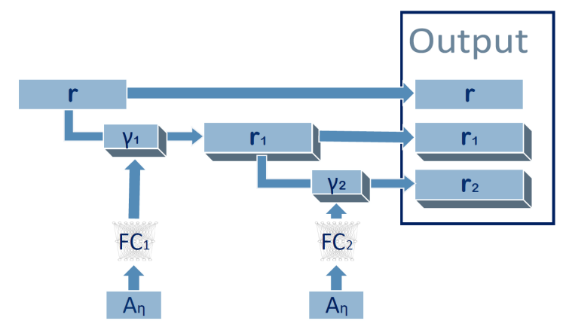 Output
r
r
γ₁
r₁
r₁
γ₂
r₂
FC₁
FC₂
Aη
Aη